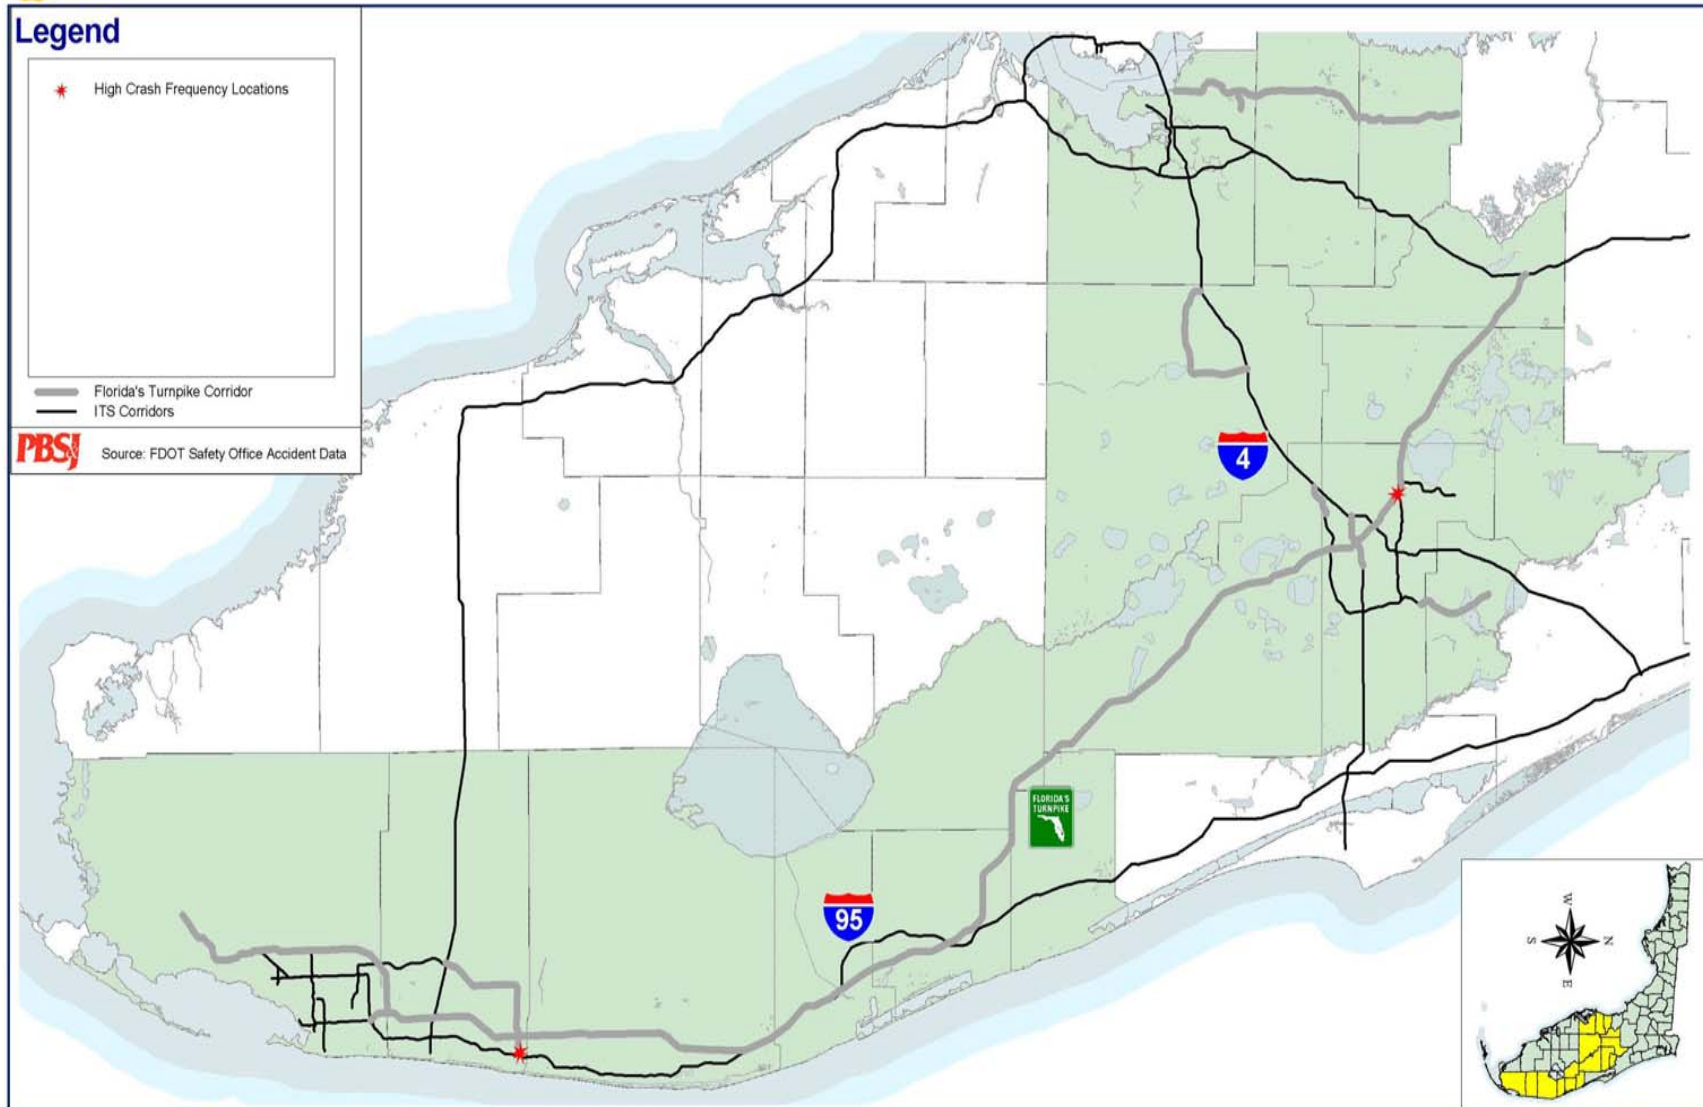 Legend
High Crash Frequency Locations
Florida's Turnpike Corridor
ITS Corridors
PBSJ Source: FDOT Safety Office Accident Data
4
FLORIDA'S
TURNPIKE
95
W
S
N
E